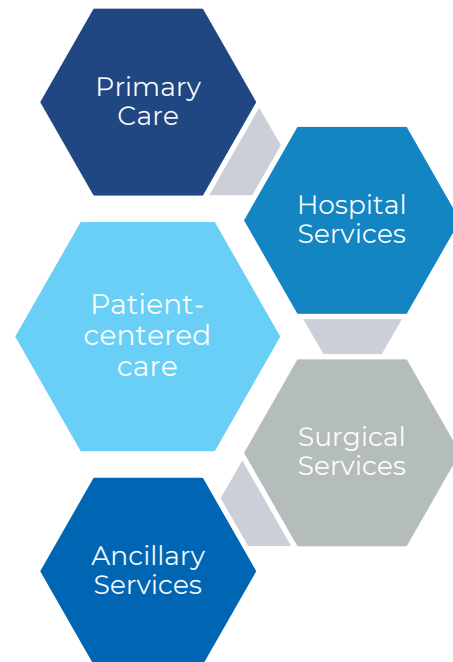 Primary
Care
Hospital
Services
Patient-
centered
care
Surgical
Services
Ancillary
Services